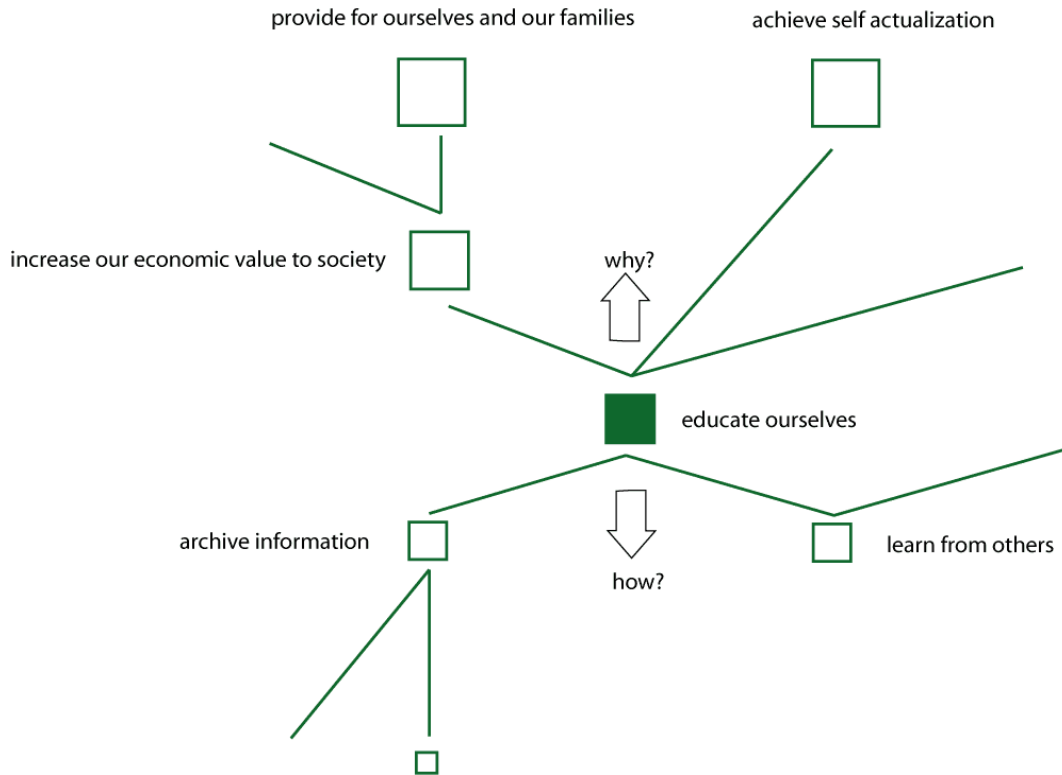 provide for ourselves and our families
achieve self actualization
increase our economic value to society
why?
educate ourselves
archive information
learn from others
how?